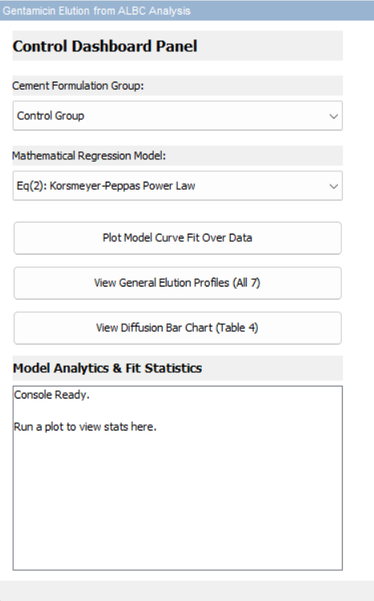 Gentamicin Elution from ALBC Analysis
Control Dashboard Panel
Cement Formulation Group:
Control Group
Mathematical Regression Model:
Eq(2): Korsmeyer-Peppas Power Law
Plot Model Curve Fit Over Data
View General Elution Profiles (All 7)
View Diffusion Bar Chart (Table 4)
Model Analytics & Fit Statistics
Console Ready.
Run a plot to view stats here.